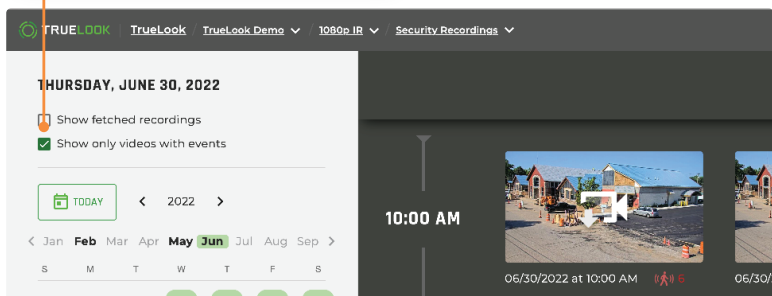 TRUELOOK / TrueLook / TrueLook Demo / 1080p IR / Security Recordings
THURSDAY, JUNE 30, 2022
Show fetched recordings
Show only videos with events
TODAY < 2022 >
< Jan Feb Mar Apr May Jun Jul Aug Sep >
S M T W T F S
10:00 AM
06/30/2022 at 10:00 AM 6
06/30/